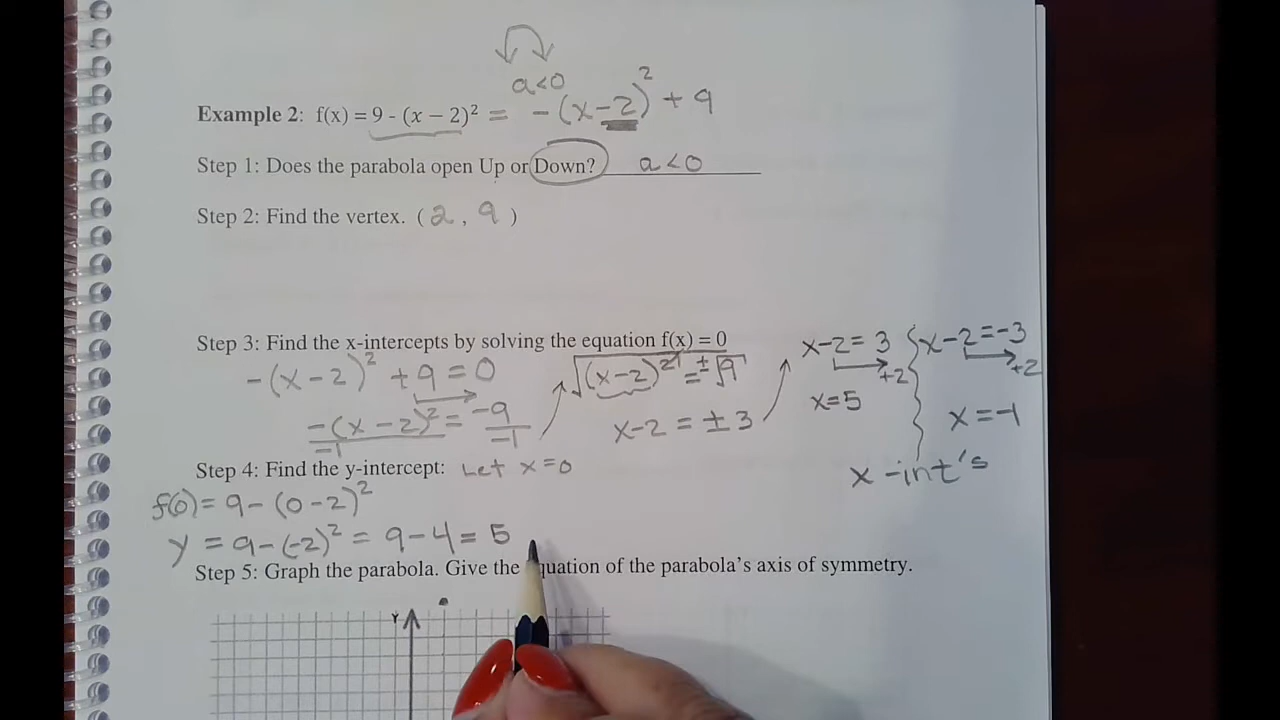 a<0
Example 2: f(x) = 9 - (x – 2)² = -(x-2)² + 9
Step 1: Does the parabola open Up or Down? a<0
Step 2: Find the vertex. (2, 9)
Step 3: Find the x-intercepts by solving the equation f(x) = 0
-(x-2)² + 9 = 0
-(x-2)²/-1 = -9/-1
√(x-2)² = ±√9
x-2 = ±3
x-2 = 3
+2
x=5
x-2=-3
+2
x=-1
x-int's
Step 4: Find the y-intercept: Let x=0
f(0) = 9-(0-2)²
y = 9-(-2)² = 9-4 = 5
Step 5: Graph the parabola. Give the equation of the parabola's axis of symmetry.
Y